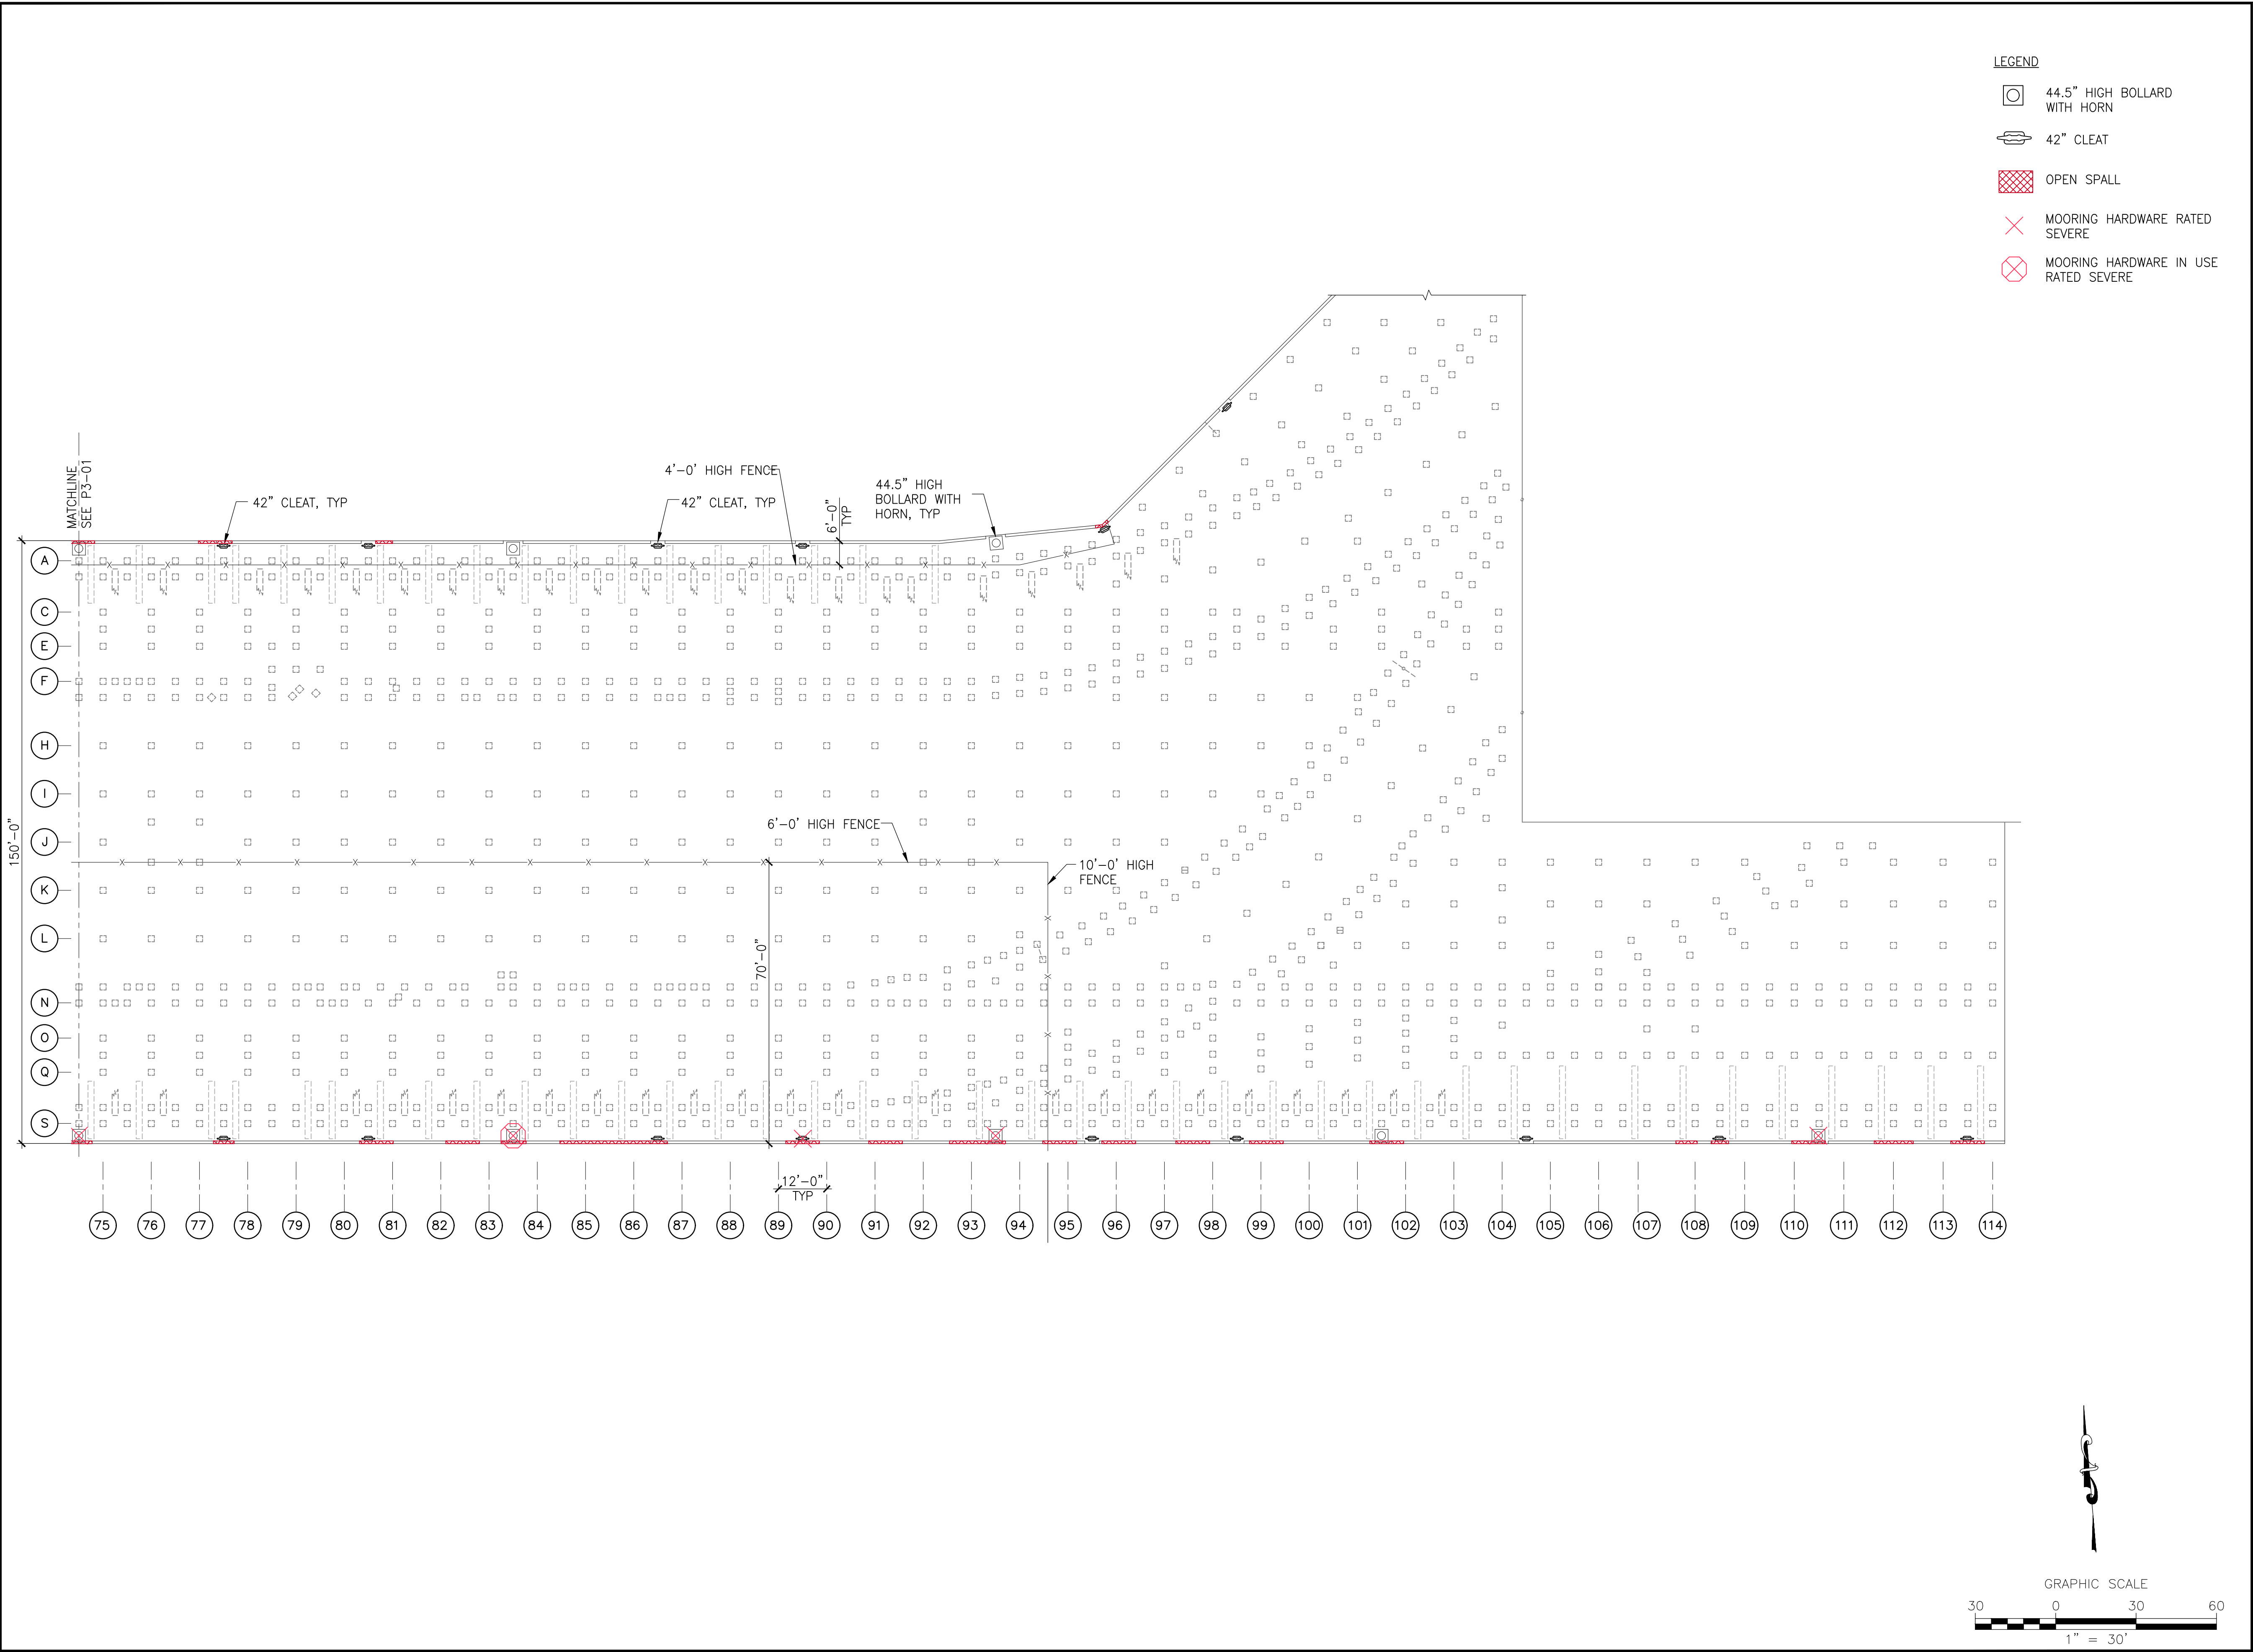 LEGEND
44.5" HIGH BOLLARD
WITH HORN
42" CLEAT
OPEN SPALL
MOORING HARDWARE RATED
SEVERE
MOORING HARDWARE IN USE
RATED SEVERE
MATCHLINE
SEE P3-01
42" CLEAT, TYP
4'-0' HIGH FENCE
42" CLEAT, TYP
6'-0"
TYP
44.5" HIGH
BOLLARD WITH
HORN, TYP
A
C
E
F
H
I
J
K
L
N
O
Q
S
150'-0"
6'-0' HIGH FENCE
10'-0' HIGH
FENCE
70'-0"
12'-0"
TYP
75 76 77 78 79 80 81 82 83 84 85 86 87 88 89 90 91 92 93 94 95 96 97 98 99 100 101 102 103 104 105 106 107 108 109 110 111 112 113 114
GRAPHIC SCALE
30 0 30 60
1" = 30'